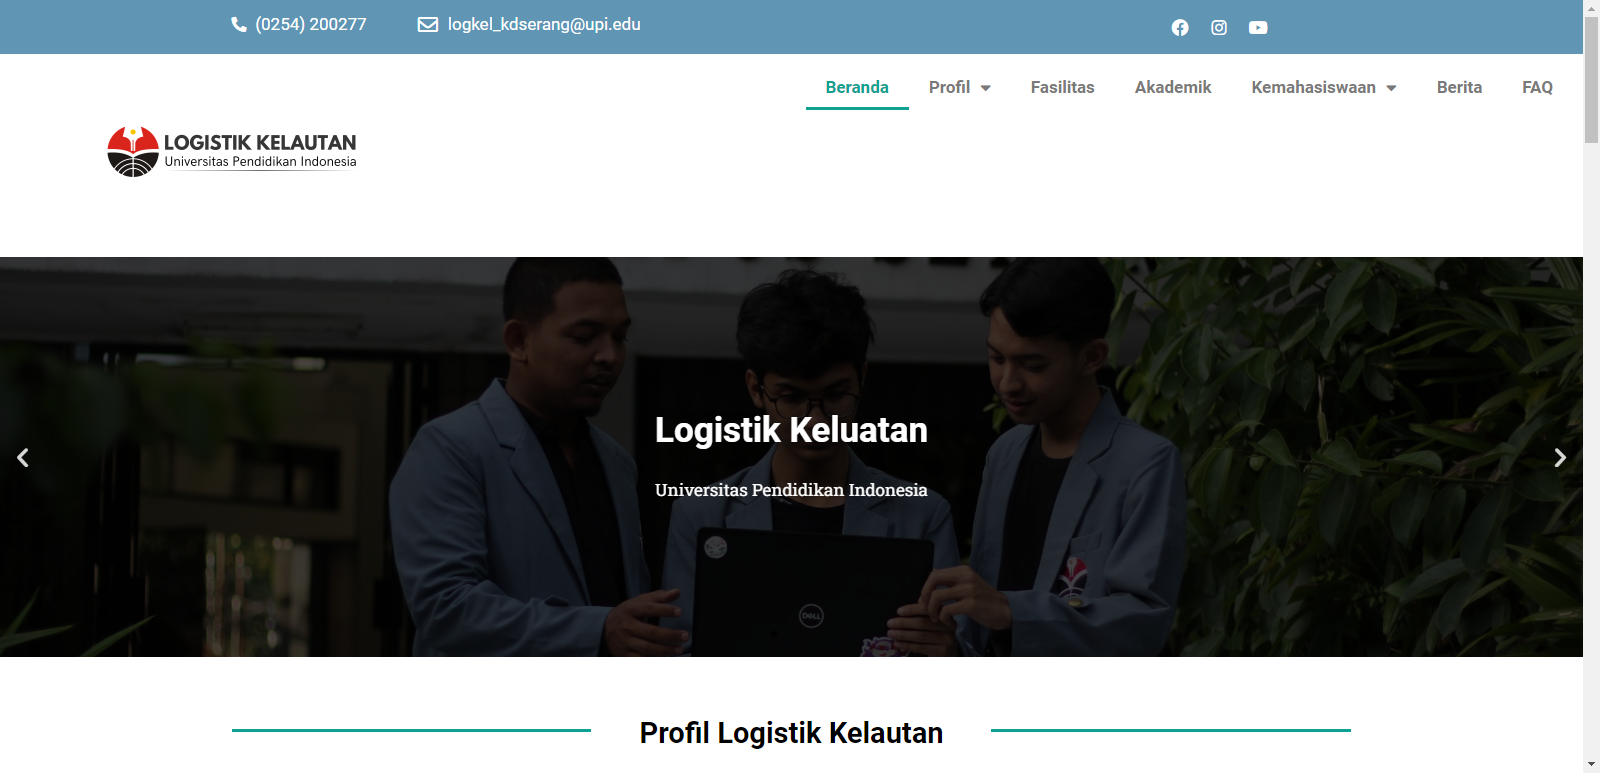 (0254) 200277
logkel_kdserang@upi.edu
Beranda
Profil
Fasilitas
Akademik
Kemahasiswaan
Berita
FAQ
LOGISTIK KELAUTAN
Universitas Pendidikan Indonesia
Logistik Keluatan
Universitas Pendidikan Indonesia
DELL
Profil Logistik Kelautan